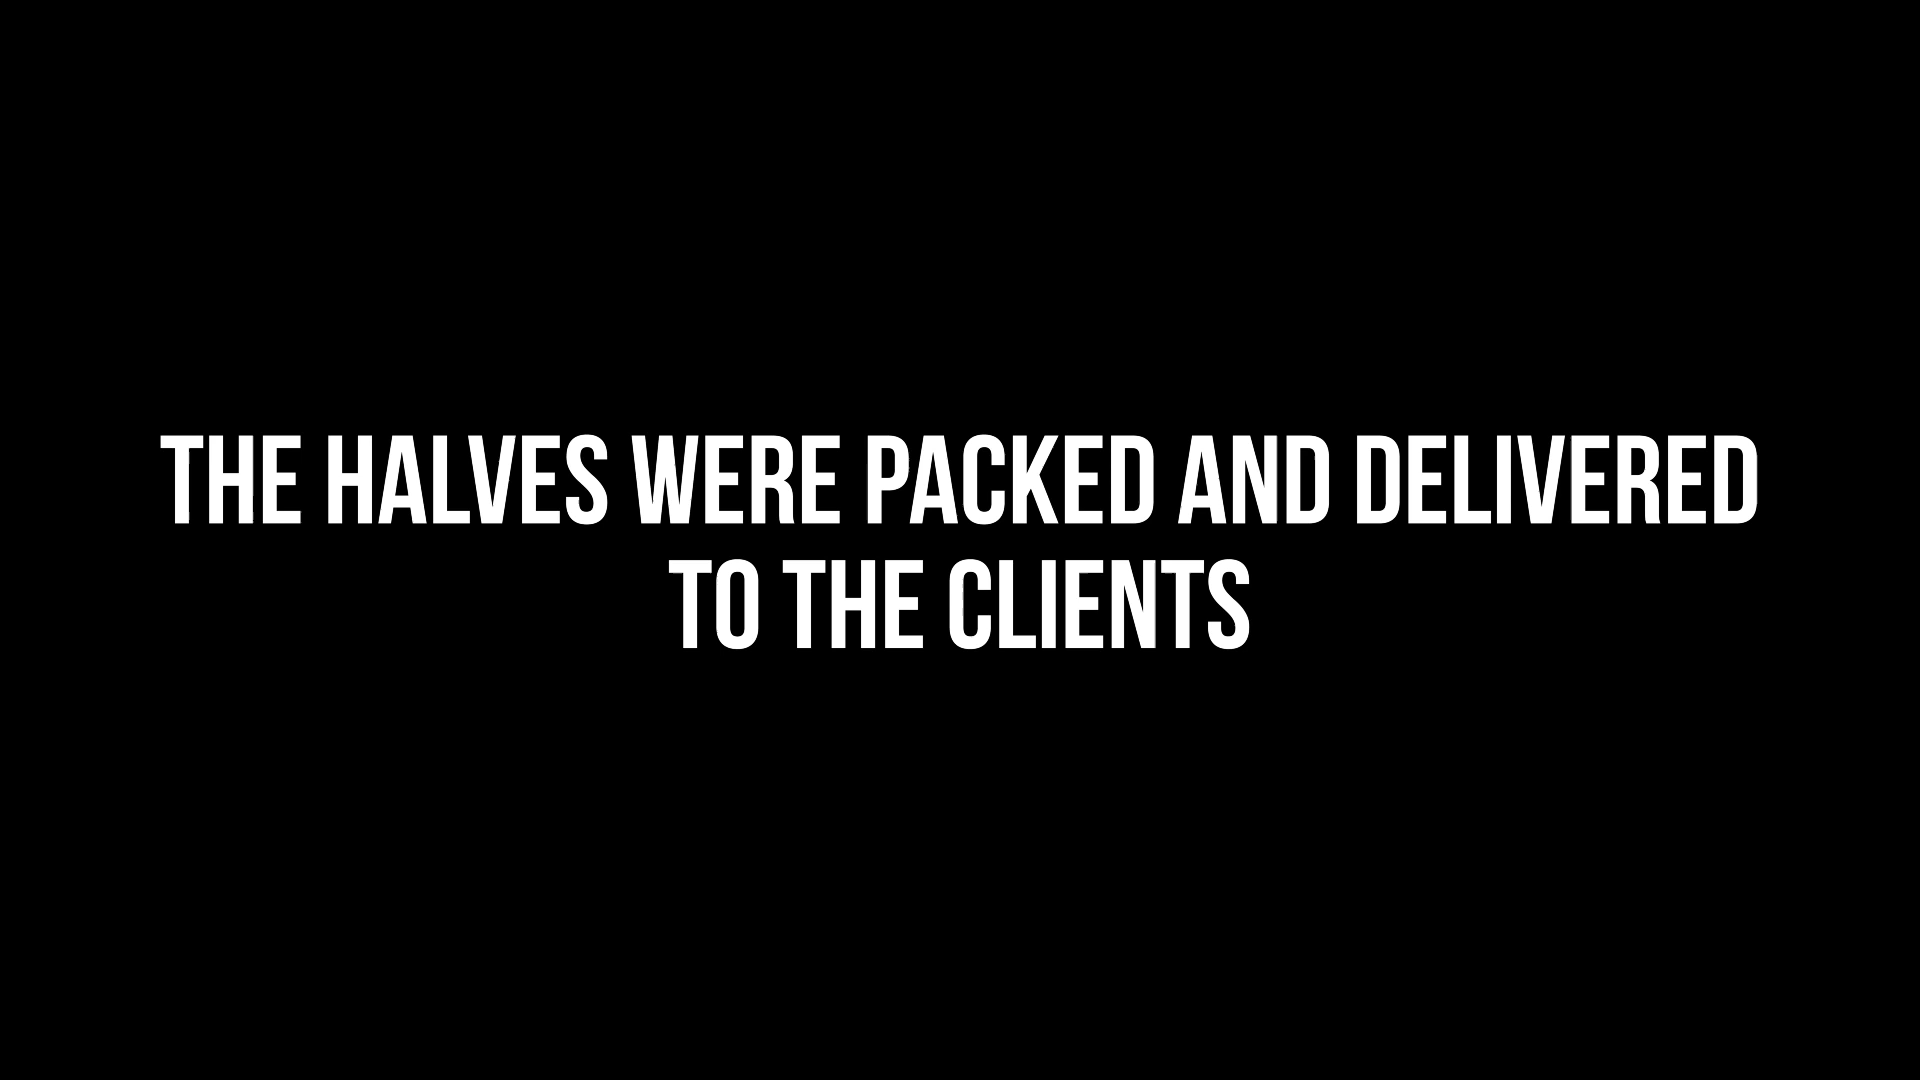 THE HALVES WERE PACKED AND DELIVERED
TO THE CLIENTS